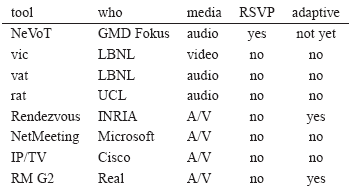 tool who media RSVP adaptive
NeVoT GMD Fokus audio yes not yet
vic LBNL video no no
vat LBNL audio no no
rat UCL audio no no
Rendezvous INRIA A/V no yes
NetMeeting Microsoft A/V no no
IP/TV Cisco A/V no no
RM G2 Real A/V no yes